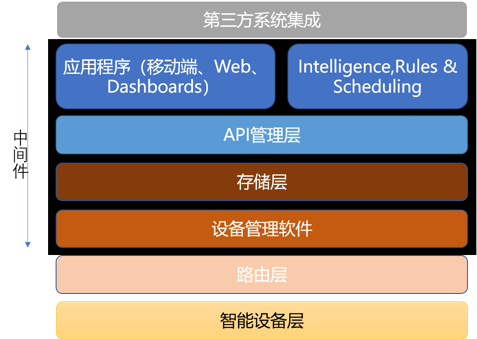 第三方系统集成
应用程序（移动端、Web、
Dashboards）
Intelligence,Rules &
Scheduling
中间件
API管理层
存储层
设备管理软件
路由层
智能设备层